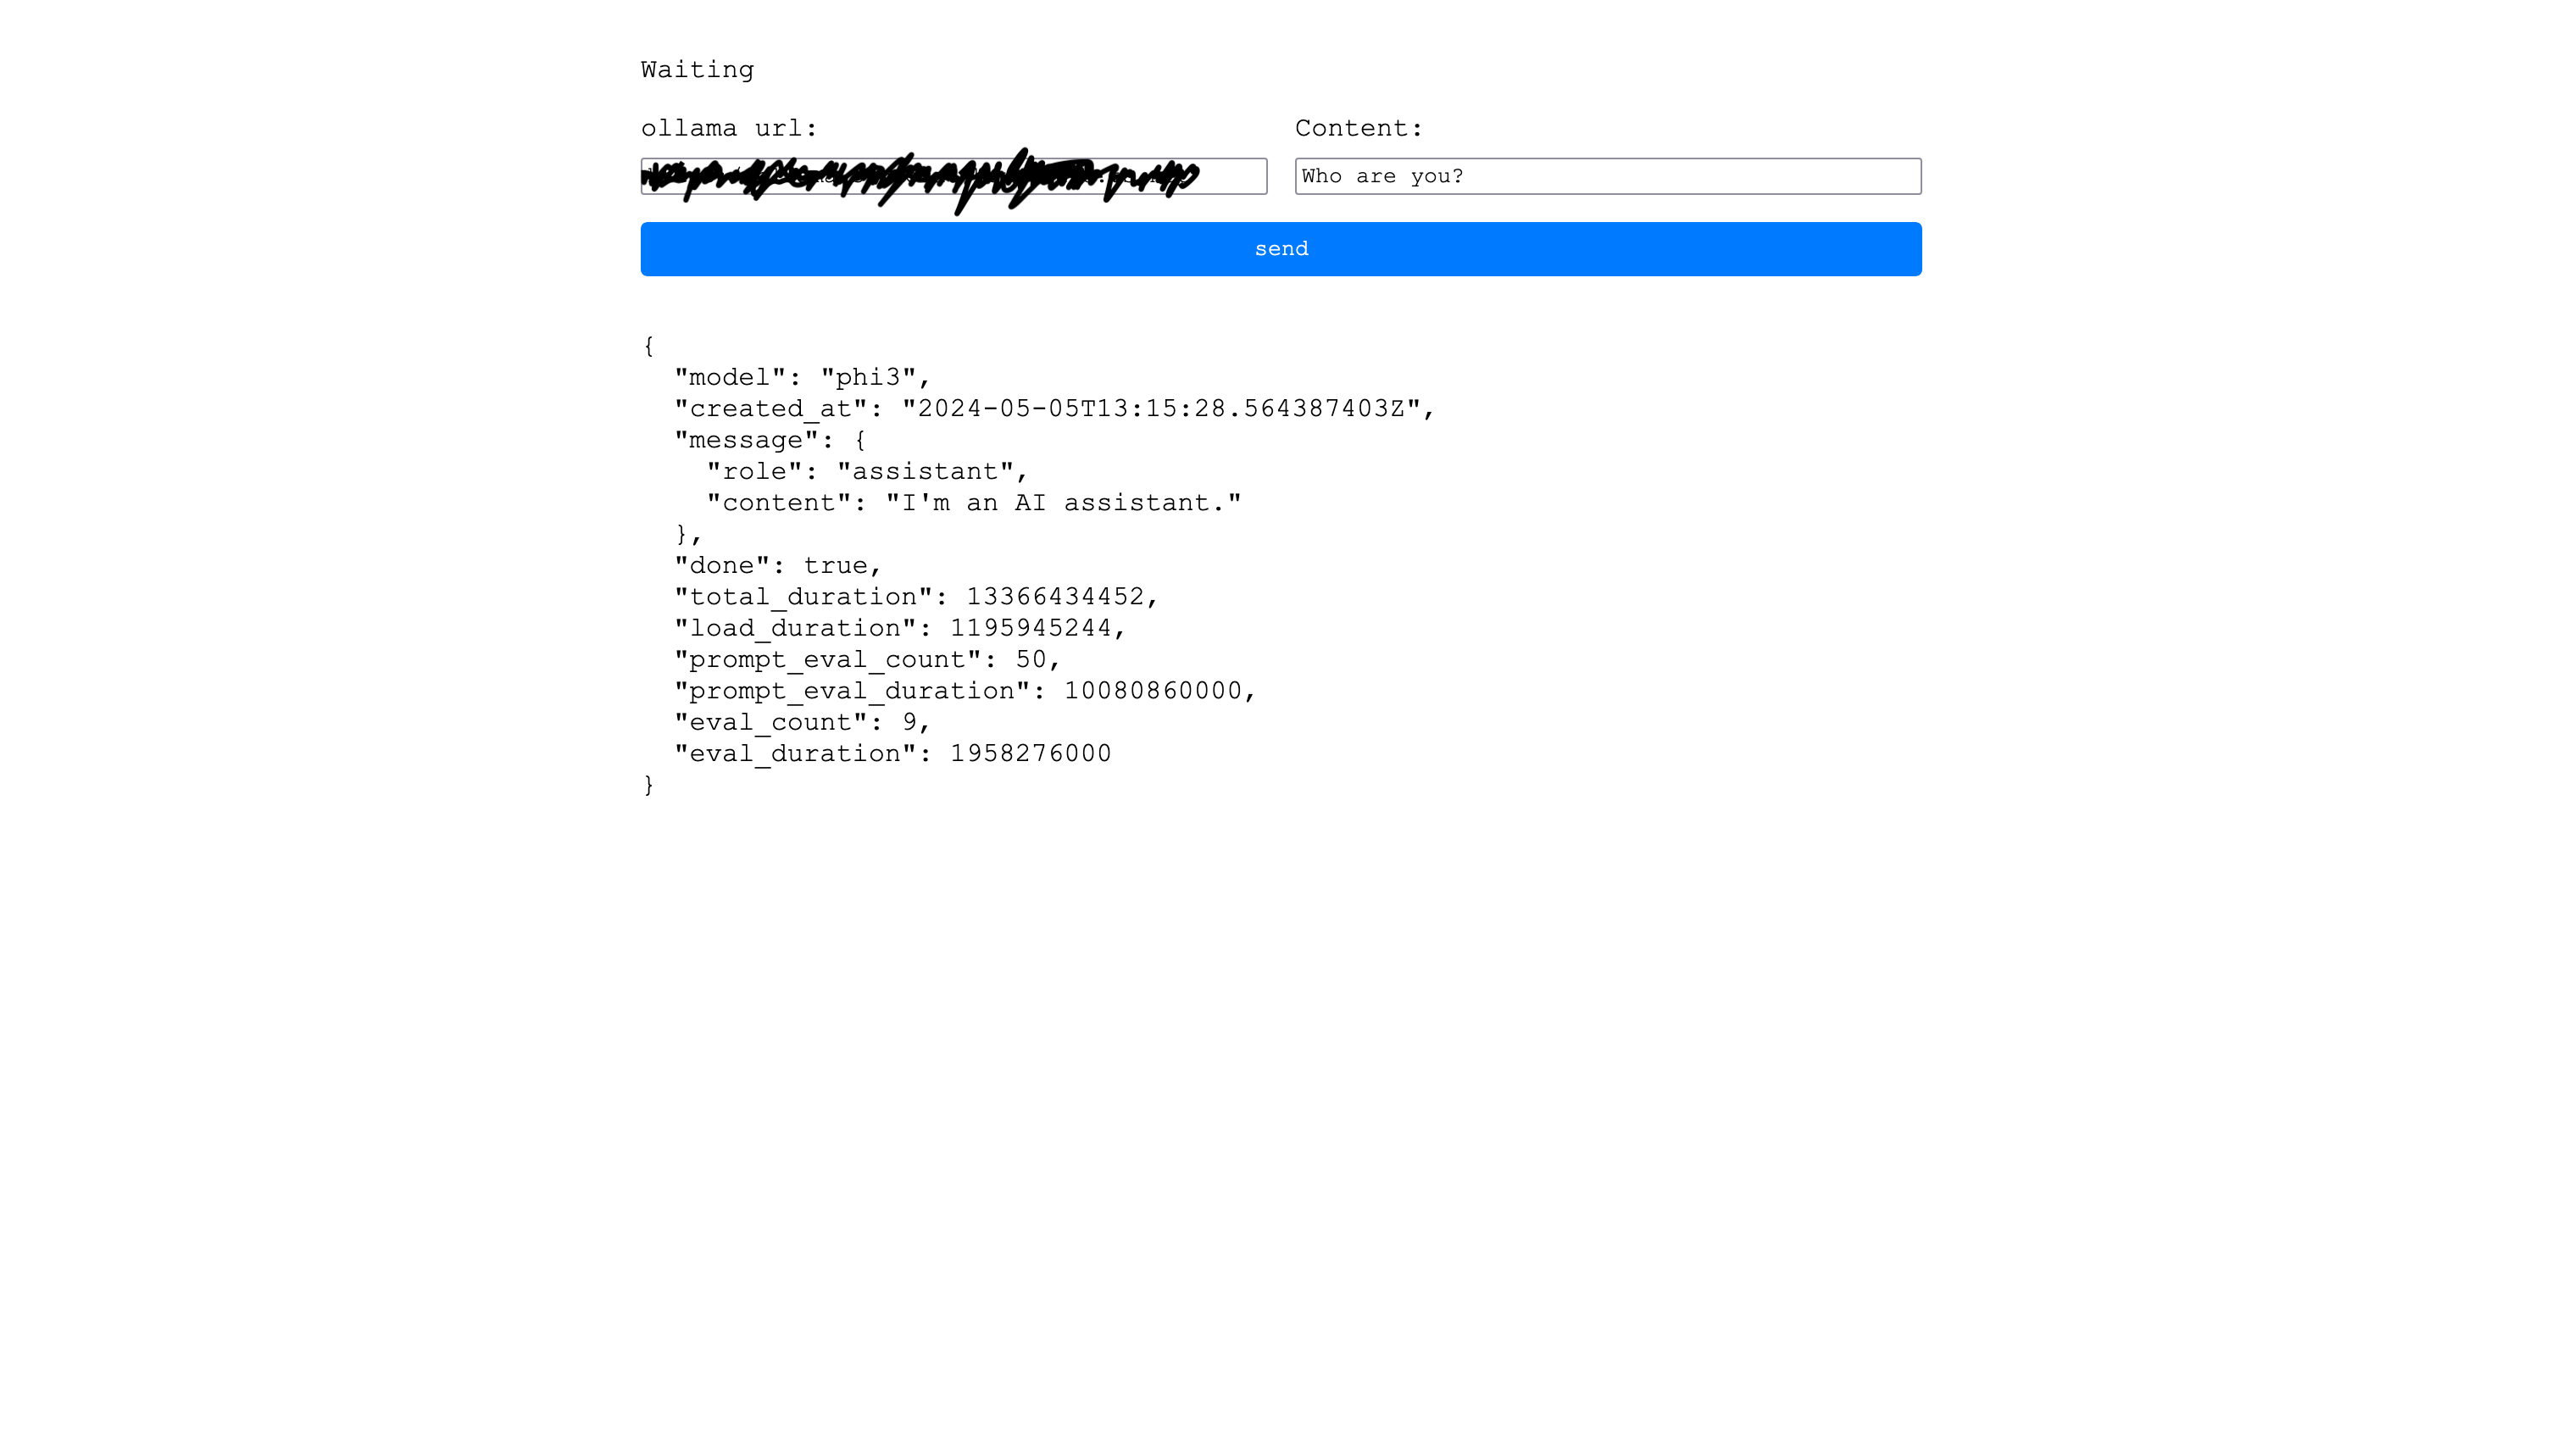 Waiting
ollama url:
Content:
Who are you?
send
{
  "model": "phi3",
  "created_at": "2024-05-05T13:15:28.564387403Z",
  "message": {
    "role": "assistant",
    "content": "I'm an AI assistant."
  },
  "done": true,
  "total_duration": 13366434452,
  "load_duration": 1195945244,
  "prompt_eval_count": 50,
  "prompt_eval_duration": 10080860000,
  "eval_count": 9,
  "eval_duration": 1958276000
}